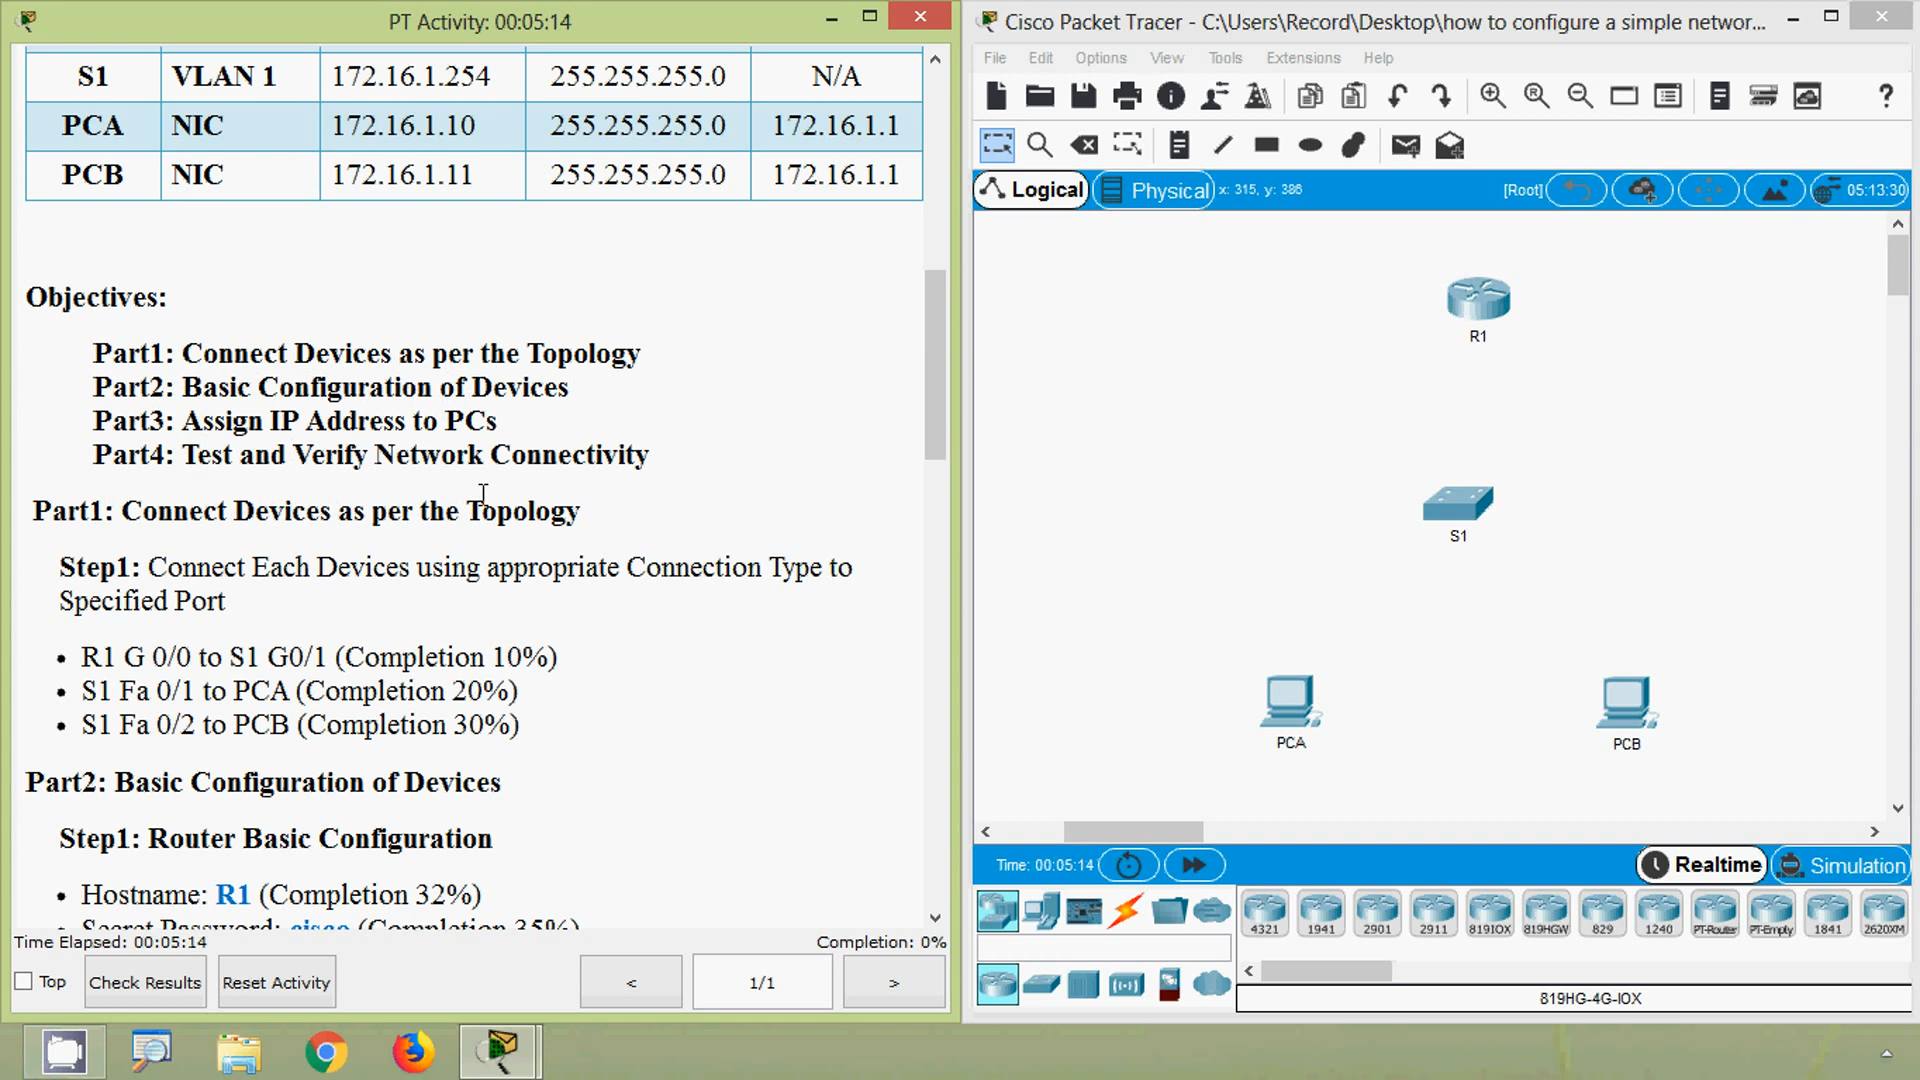 PT Activity: 00:05:14
S1 VLAN 1 172.16.1.254 255.255.255.0 N/A
PCA NIC 172.16.1.10 255.255.255.0 172.16.1.1
PCB NIC 172.16.1.11 255.255.255.0 172.16.1.1
Objectives:
Part1: Connect Devices as per the Topology
Part2: Basic Configuration of Devices
Part3: Assign IP Address to PCs
Part4: Test and Verify Network Connectivity
Part1: Connect Devices as per the Topology
Step1: Connect Each Devices using appropriate Connection Type to
Specified Port
• R1 G 0/0 to S1 G0/1 (Completion 10%)
• S1 Fa 0/1 to PCA (Completion 20%)
• S1 Fa 0/2 to PCB (Completion 30%)
Part2: Basic Configuration of Devices
Step1: Router Basic Configuration
• Hostname: R1 (Completion 32%)
• Secret Password: cisco (Completion 35%)
Time Elapsed: 00:05:14 Completion: 0%
Top Check Results Reset Activity < 1/1 >
Cisco Packet Tracer - C:\Users\Record\Desktop\how to configure a simple networ...
File Edit Options View Tools Extensions Help
Logical Physical x: 315, y: 386 [Root] 05:13:30
R1
S1
PCA PCB
Time: 00:05:14 Realtime Simulation
4321 1941 2901 2911 819IOX 819HGW 829 1240 PT-Router PT-Empty 1841 2620XM
819HG-4G-IOX